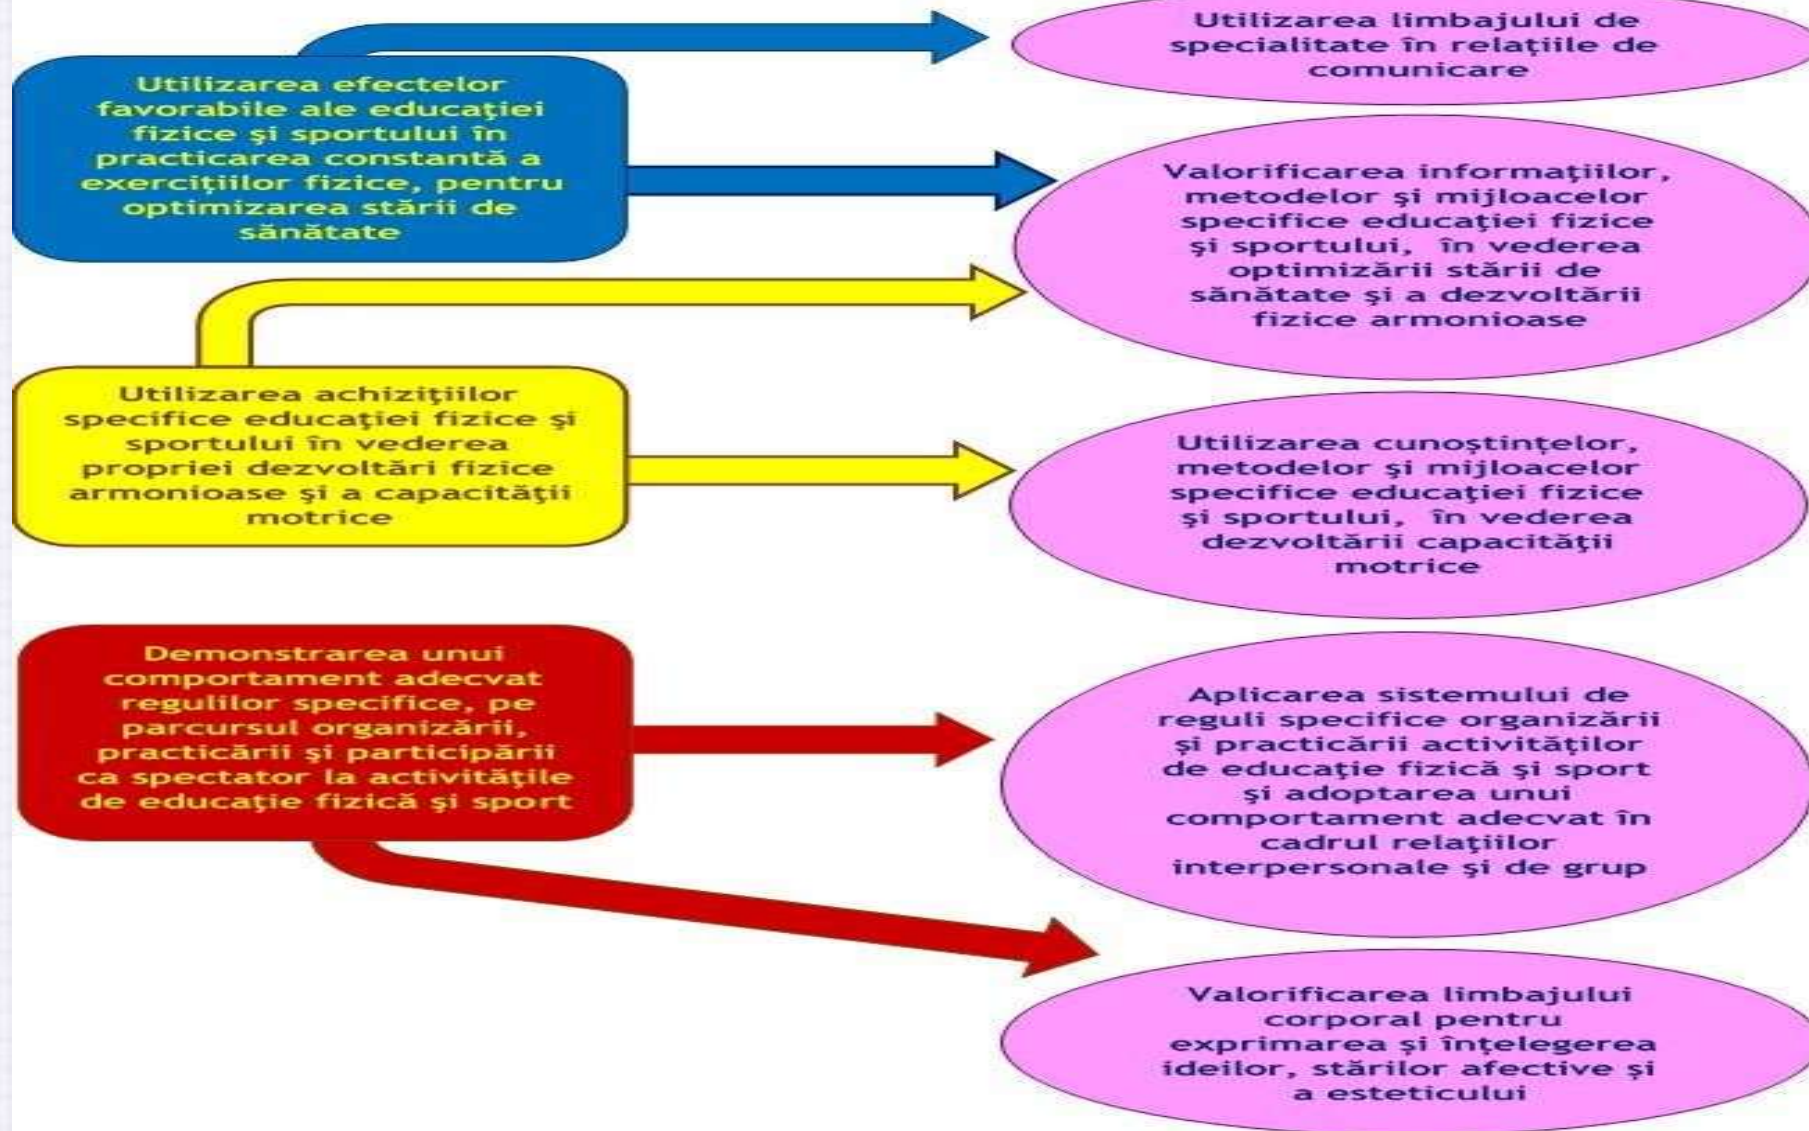 Utilizarea efectelor
favorabile ale educaţiei
fizice şi sportului în
practicarea constantă a
exerciţiilor fizice, pentru
optimizarea stării de
sănătate
Utilizarea limbajului de
specialitate în relaţiile de
comunicare
Valorificarea informaţiilor,
metodelor şi mijloacelor
specifice educaţiei fizice
şi sportului, în vederea
optimizării stării de
sănătate şi a dezvoltării
fizice armonioase
Utilizarea achiziţiilor
specifice educaţiei fizice şi
sportului în vederea
propriei dezvoltări fizice
armonioase şi a capacităţii
motrice
Utilizarea cunoştinţelor,
metodelor şi mijloacelor
specifice educaţiei fizice
şi sportului, în vederea
dezvoltării capacităţii
motrice
Demonstrarea unui
comportament adecvat
regulilor specifice, pe
parcursul organizării,
practicării şi participării
ca spectator la activităţile
de educaţie fizică şi sport
Aplicarea sistemului de
reguli specifice organizării
şi practicării activităţilor
de educaţie fizică şi sport
şi adoptarea unui
comportament adecvat în
cadrul relaţiilor
interpersonale şi de grup
Valorificarea limbajului
corporal pentru
exprimarea şi înţelegerea
ideilor, stărilor afective şi
a esteticului